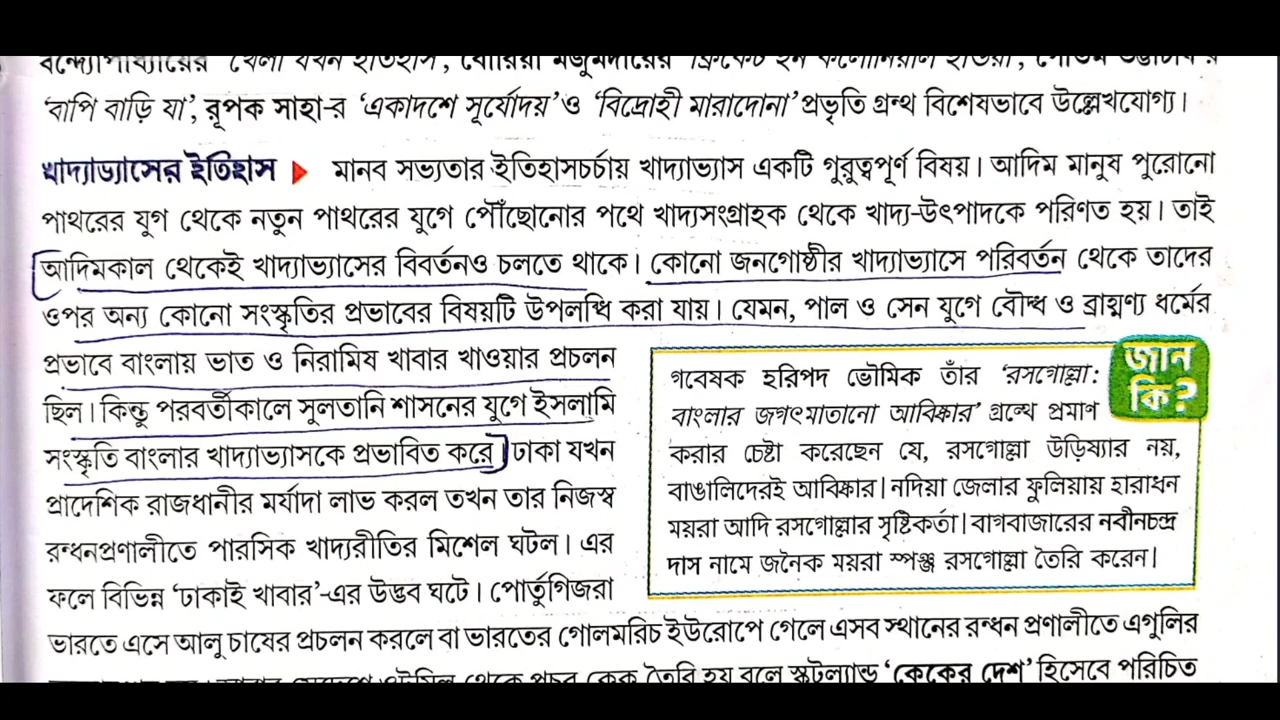 'বাপি বাড়ি যা', রূপক সাহা-র 'একাদশে সূর্যোদয়' ও 'বিদ্রোহী মারাদোনা' প্রভৃতি গ্রন্থ বিশেষভাবে উল্লেখযোগ্য।
খাদ্যাভ্যাসের ইতিহাস ▶ মানব সভ্যতার ইতিহাসচর্চায় খাদ্যাভ্যাস একটি গুরুত্বপূর্ণ বিষয়। আদিম মানুষ পুরোনো
পাথরের যুগ থেকে নতুন পাথরের যুগে পৌঁছোনোর পথে খাদ্যসংগ্রাহক থেকে খাদ্য-উৎপাদকে পরিণত হয়। তাই
আদিমকাল থেকেই খাদ্যাভ্যাসের বিবর্তনও চলতে থাকে। কোনো জনগোষ্ঠীর খাদ্যাভ্যাসে পরিবর্তন থেকে তাদের
ওপর অন্য কোনো সংস্কৃতির প্রভাবের বিষয়টি উপলব্ধি করা যায়। যেমন, পাল ও সেন যুগে বৌদ্ধ ও ব্রাহ্মণ্য ধর্মের
প্রভাবে বাংলায় ভাত ও নিরামিষ খাবার খাওয়ার প্রচলন
ছিল। কিন্তু পরবর্তীকালে সুলতানি শাসনের যুগে ইসলামি
সংস্কৃতি বাংলার খাদ্যাভ্যাসকে প্রভাবিত করে। ঢাকা যখন
প্রাদেশিক রাজধানীর মর্যাদা লাভ করল তখন তার নিজস্ব
রন্ধনপ্রণালীতে পারসিক খাদ্যরীতির মিশেল ঘটল। এর
ফলে বিভিন্ন 'ঢাকাই খাবার'-এর উদ্ভব ঘটে। পোর্তুগিজরা
জান
কি?
গবেষক হরিপদ ভৌমিক তাঁর 'রসগোল্লা:
বাংলার জগৎমাতানো আবিষ্কার' গ্রন্থে প্রমাণ
করার চেষ্টা করেছেন যে, রসগোল্লা উড়িষ্যার নয়,
বাঙালিদেরই আবিষ্কার। নদিয়া জেলার ফুলিয়ায় হারাধন
ময়রা আদি রসগোল্লার সৃষ্টিকর্তা। বাগবাজারের নবীনচন্দ্র
দাস নামে জনৈক ময়রা স্পঞ্জ রসগোল্লা তৈরি করেন।
ভারতে এসে আলু চাষের প্রচলন করলে বা ভারতের গোলমরিচ ইউরোপে গেলে এসব স্থানের রন্ধন প্রণালীতে এগুলির
থেকে প্রচুর কেক তৈরি হয় বলে স্কটল্যান্ড 'কেকের দেশ' হিসেবে পরিচিত